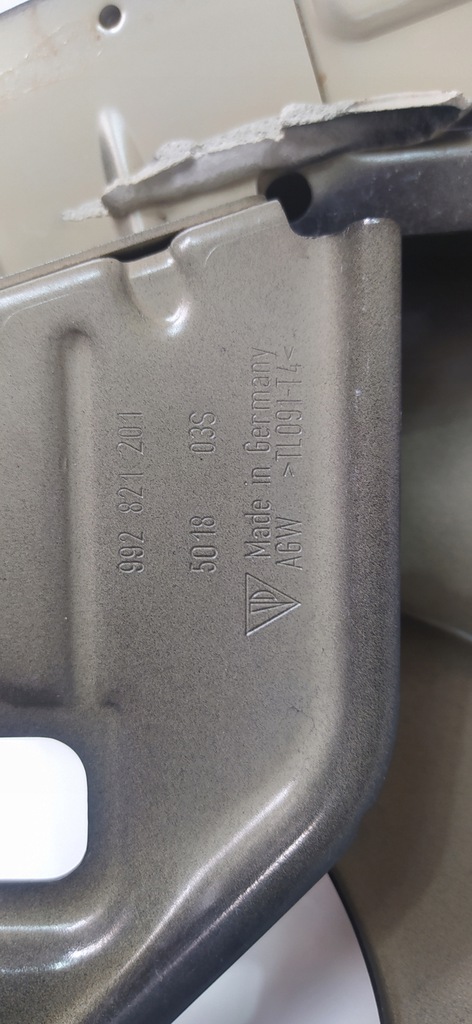 992 821 201
5018 03S
Made in Germany
AGW >TL091-T4<